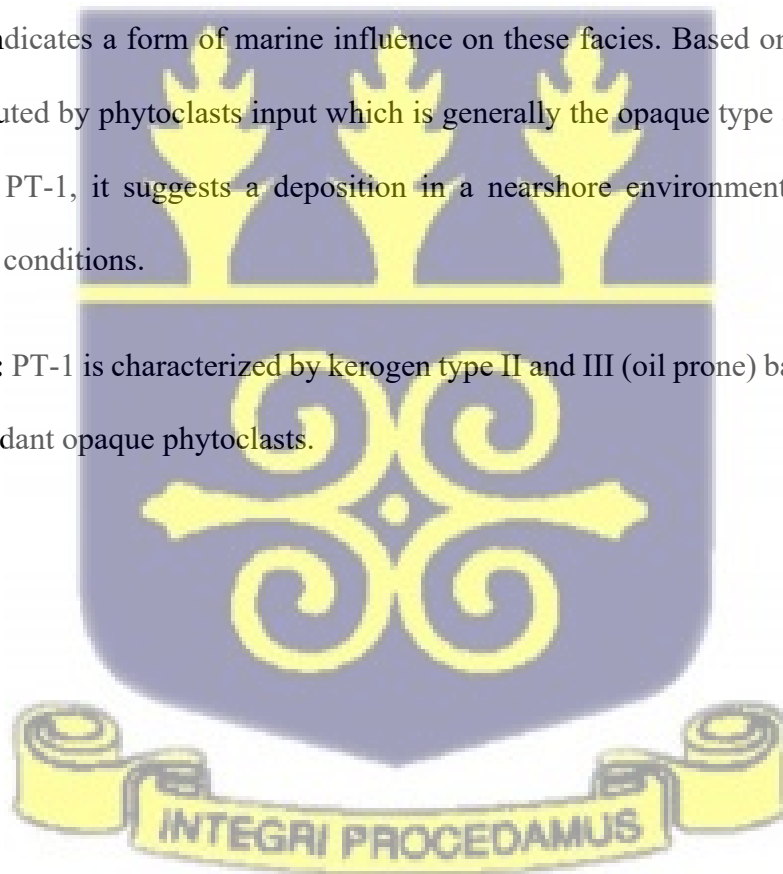 ndicates a form of marine influence on these facies. Based or
uted by phytoclasts input which is generally the opaque type
PT-1, it suggests a deposition in a nearshore environment
conditions.
: PT-1 is characterized by kerogen type II and III (oil prone) ba
dant opaque phytoclasts.
INTEGRI PROCEDAMUS